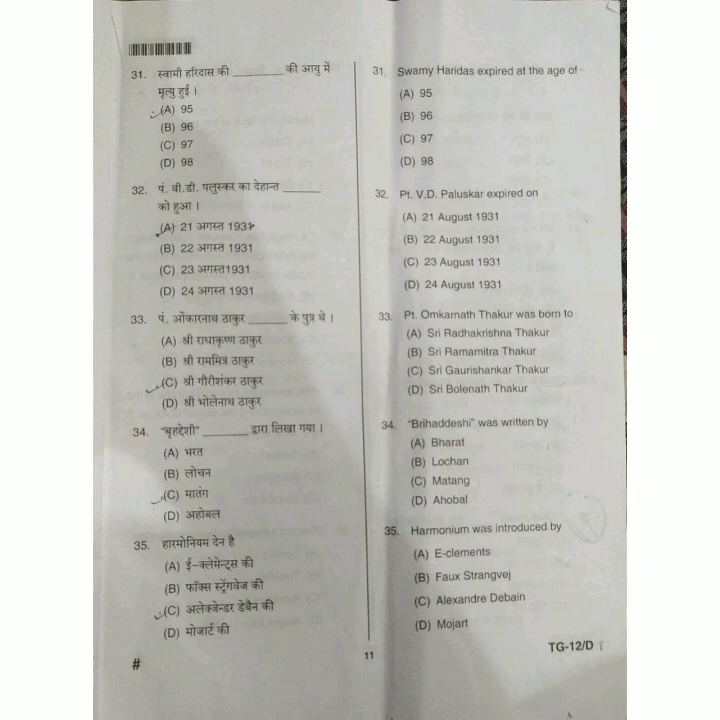 31. स्वामी हरिदास की ________ की आयु में
मृत्यु हुई ।
(A) 95
(B) 96
(C) 97
(D) 98
32. पं. वी.डी. पलुस्कर का देहान्त ________
को हुआ ।
(A) 21 अगस्त 1931
(B) 22 अगस्त 1931
(C) 23 अगस्त1931
(D) 24 अगस्त 1931
33. पं. ओंकारनाथ ठाकुर ________ के पुत्र थे ।
(A) श्री राधाकृष्ण ठाकुर
(B) श्री राममित्र ठाकुर
(C) श्री गौरीशंकर ठाकुर
(D) श्री भोलेनाथ ठाकुर
34. “बृहद्देशी” ________ द्वारा लिखा गया ।
(A) भरत
(B) लोचन
(C) मातंग
(D) अहोबल
35. हारमोनियम देन है
(A) ई-क्लेमेन्ट्स की
(B) फॉक्स स्ट्रेंगवेज की
(C) अलेक्जेन्डर डेबैन की
(D) मोजार्ट की
31. Swamy Haridas expired at the age of
(A) 95
(B) 96
(C) 97
(D) 98
32. Pt. V.D. Paluskar expired on
(A) 21 August 1931
(B) 22 August 1931
(C) 23 August 1931
(D) 24 August 1931
33. Pt. Omkarnath Thakur was born to
(A) Sri Radhakrishna Thakur
(B) Sri Ramamitra Thakur
(C) Sri Gaurishankar Thakur
(D) Sri Bolenath Thakur
34. “Brihaddeshi” was written by
(A) Bharat
(B) Lochan
(C) Matang
(D) Ahobal
35. Harmonium was introduced by
(A) E-clements
(B) Faux Strangvej
(C) Alexandre Debain
(D) Mojart
# 11 TG-12/D